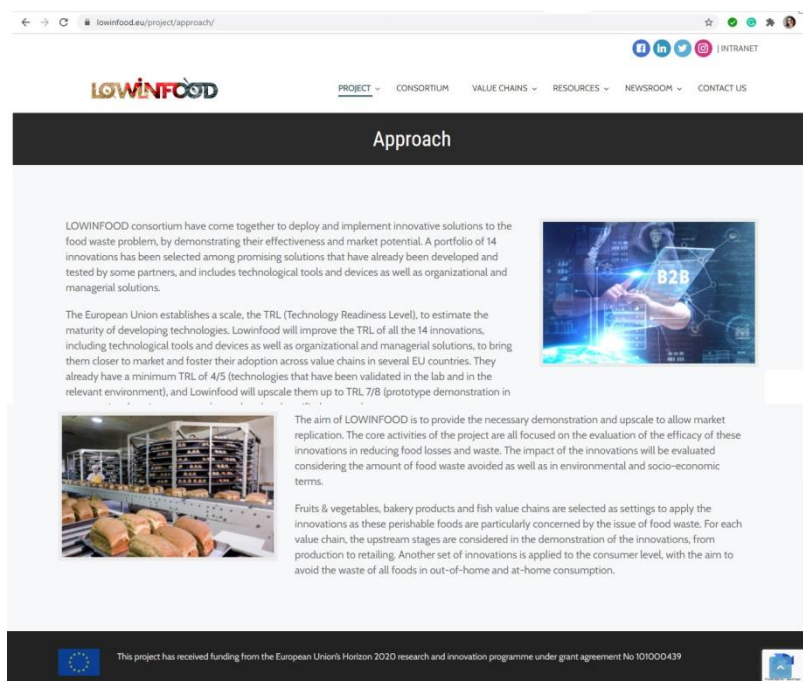 lowinfood.eu/project/approach/
| INTRANET
LOWINFOOD
PROJECT CONSORTIUM VALUE CHAINS RESOURCES NEWSROOM CONTACT US
Approach
LOWINFOOD consortium have come together to deploy and implement innovative solutions to the
food waste problem, by demonstrating their effectiveness and market potential. A portfolio of 14
innovations has been selected among promising solutions that have already been developed and
tested by some partners, and includes technological tools and devices as well as organizational and
managerial solutions.
B2B
The European Union establishes a scale, the TRL (Technology Readiness Level), to estimate the
maturity of developing technologies. Lowinfood will improve the TRL of all the 14 innovations,
including technological tools and devices as well as organizational and managerial solutions, to bring
them closer to market and foster their adoption across value chains in several EU countries. They
already have a minimum TRL of 4/5 (technologies that have been validated in the lab and in the
relevant environment), and Lowinfood will upscale them up to TRL 7/8 (prototype demonstration in
The aim of LOWINFOOD is to provide the necessary demonstration and upscale to allow market
replication. The core activities of the project are all focused on the evaluation of the efficacy of these
innovations in reducing food losses and waste. The impact of the innovations will be evaluated
considering the amount of food waste avoided as well as in environmental and socio-economic
terms.
Fruits & vegetables, bakery products and fish value chains are selected as settings to apply the
innovations as these perishable foods are particularly concerned by the issue of food waste. For each
value chain, the upstream stages are considered in the demonstration of the innovations, from
production to retailing. Another set of innovations is applied to the consumer level, with the aim to
avoid the waste of all foods in out-of-home and at-home consumption.
This project has received funding from the European Union's Horizon 2020 research and innovation programme under grant agreement No 101000439